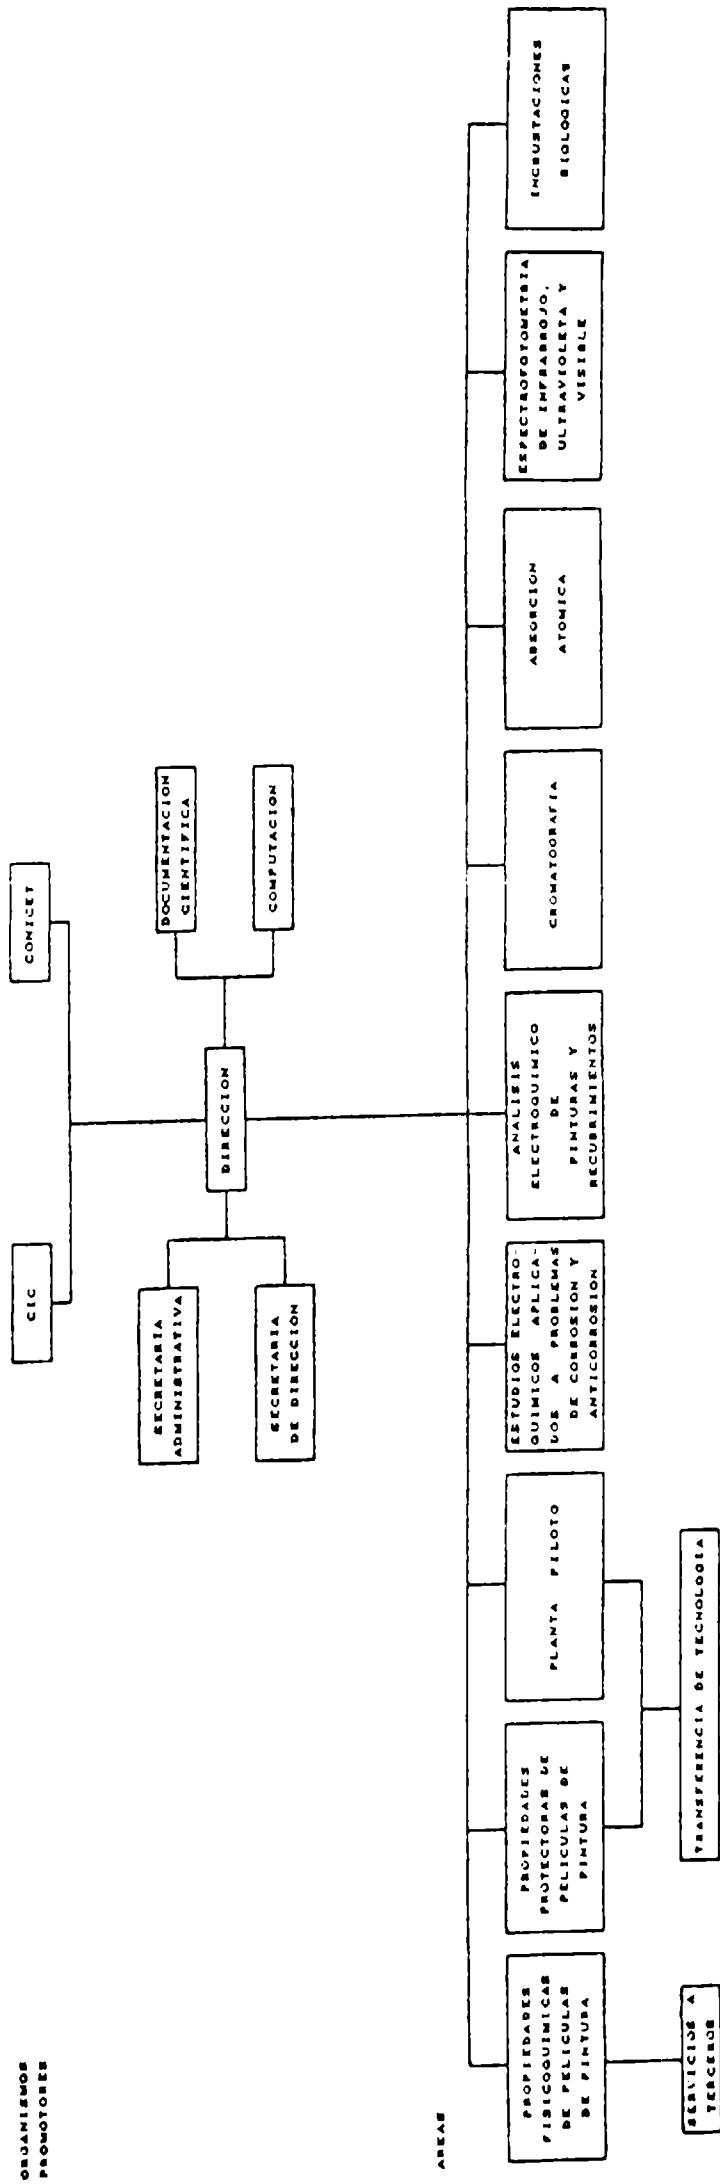 ORGANISMOS
PROMOTORES
CIC
CONICET
SECRETARIA
ADMINISTRATIVA
SECRETARIA
DE DIRECCION
DIRECCION
DOCUMENTACION
CIENTIFICA
COMPUTACION
AREAS
PROPIEDADES
FISICOQUIMICAS
DE PELICULAS
DE PINTURA
PROPIEDADES
PROTECTORAS DE
PELICULAS DE
PINTURA
PLANTA PILOTO
ESTUDIOS ELECTRO-
QUIMICOS APLICA-
DOS A PROBLEMAS
DE CORROSION Y
ANTICORROSION
ANALISIS
ELECTROQUIMICO
DE
PINTURAS Y
RECUBRIMIENTOS
CROMATOGRAFIA
ABSORCION
ATOMICA
ESPECTROFOTOMETRIA
DE INFRARROJO,
ULTRAVIOLETA Y
VISIBLE
INCRUSTACIONES
BIOLOGICAS
SERVICIOS A
TERCEROS
TRANSFERENCIA DE TECNOLOGIA